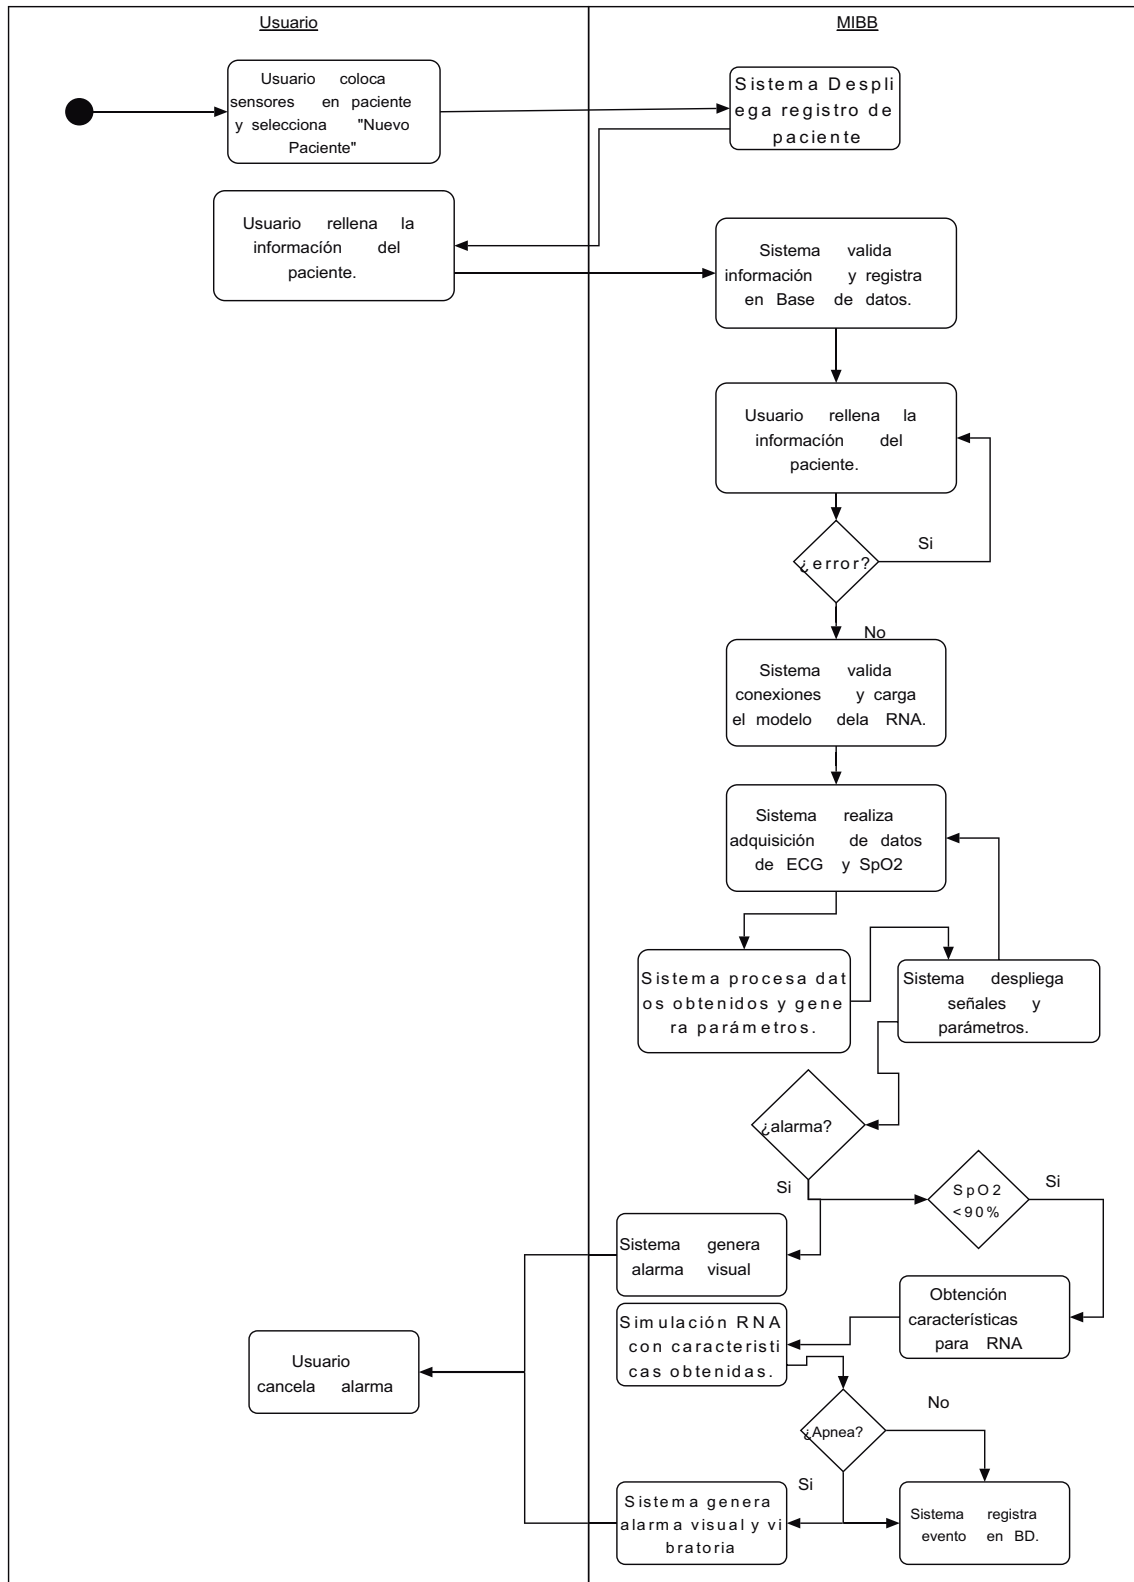 Usuario
MIBB
Usuario coloca
sensores en paciente
y selecciona "Nuevo
Paciente"
Sistema Despli
ega registro de
paciente
Usuario rellena la
informacíón del
paciente.
Sistema valida
información y registra
en Base de datos.
Usuario rellena la
informacíón del
paciente.
Si
¿error?
No
Sistema valida
conexiones y carga
el modelo dela RNA.
Sistema realiza
adquisición de datos
de ECG y SpO2
Sistema procesa dat
os obtenidos y gene
ra parámetros.
Sistema despliega
señales y
parámetros.
¿alarma?
Si
SpO2
<90%
Si
Sistema genera
alarma visual
Obtención
características
para RNA
Simulación RNA
con caracteristi
cas obtenidas.
Usuario
cancela alarma
No
¿Apnea?
Si
Sistema genera
alarma visual y vi
bratoria
Sistema registra
evento en BD.